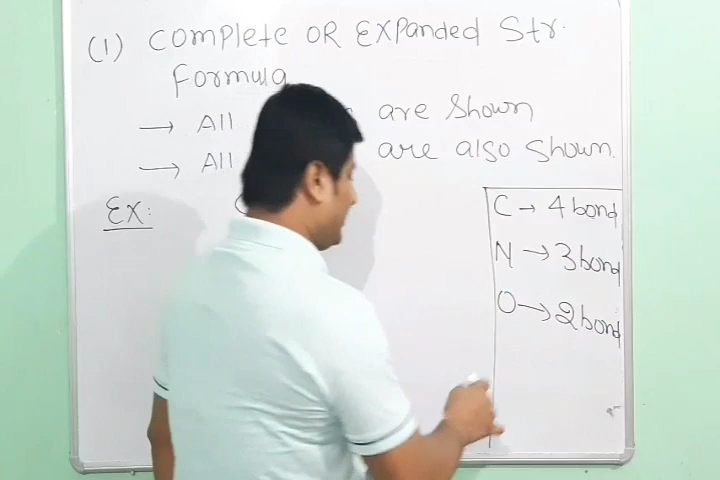 (1) Complete OR Expanded Str.
Formula
→ All are shown
→ All are also shown.
Ex:
C → 4 bond
N → 3 bond
O → 2 bond